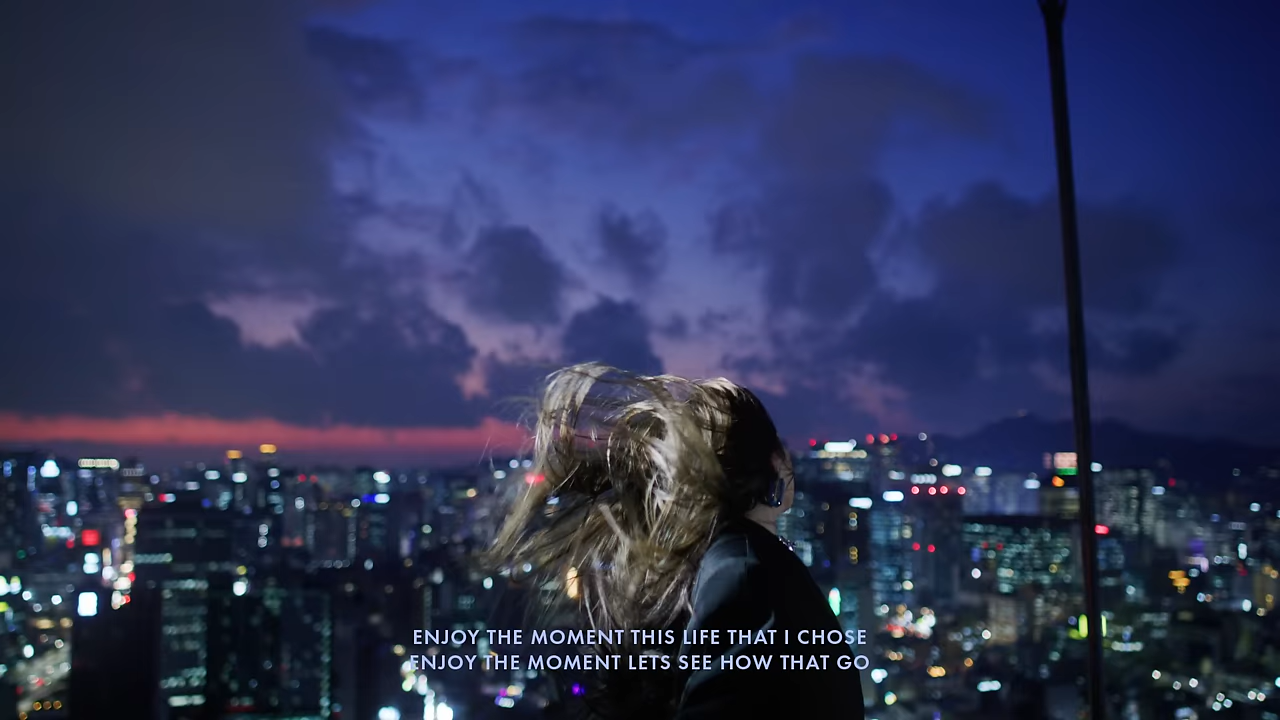 ENJOY THE MOMENT THIS LIFE THAT I CHOSE
ENJOY THE MOMENT LETS SEE HOW THAT GO